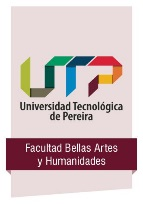 UTP
Universidad Tecnológica
de Pereira
Facultad Bellas Artes
y Humanidades